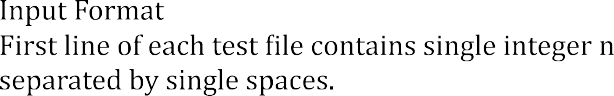 Input Format
First line of each test file contains single integer n
separated by single spaces.